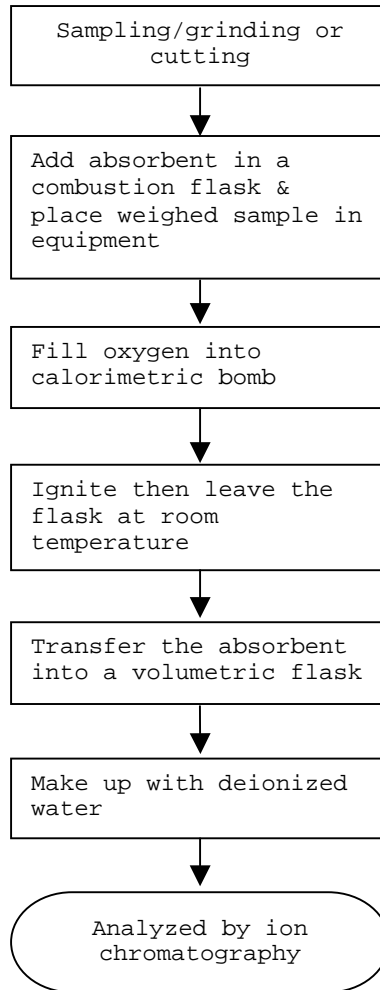 Sampling/grinding or
cutting
Add absorbent in a
combustion flask &
place weighed sample in
equipment
Fill oxygen into
calorimetric bomb
Ignite then leave the
flask at room
temperature
Transfer the absorbent
into a volumetric flask
Make up with deionized
water
Analyzed by ion
chromatography